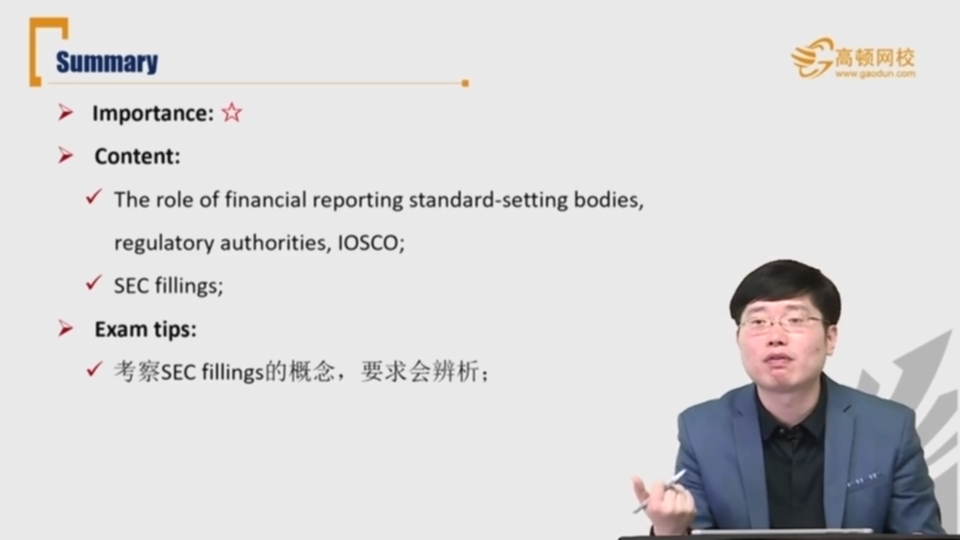 Summary
高顿网校
www.gaodun.com
Importance: ☆
Content:
The role of financial reporting standard-setting bodies,
regulatory authorities, IOSCO;
SEC fillings;
Exam tips:
考察SEC fillings的概念，要求会辨析；